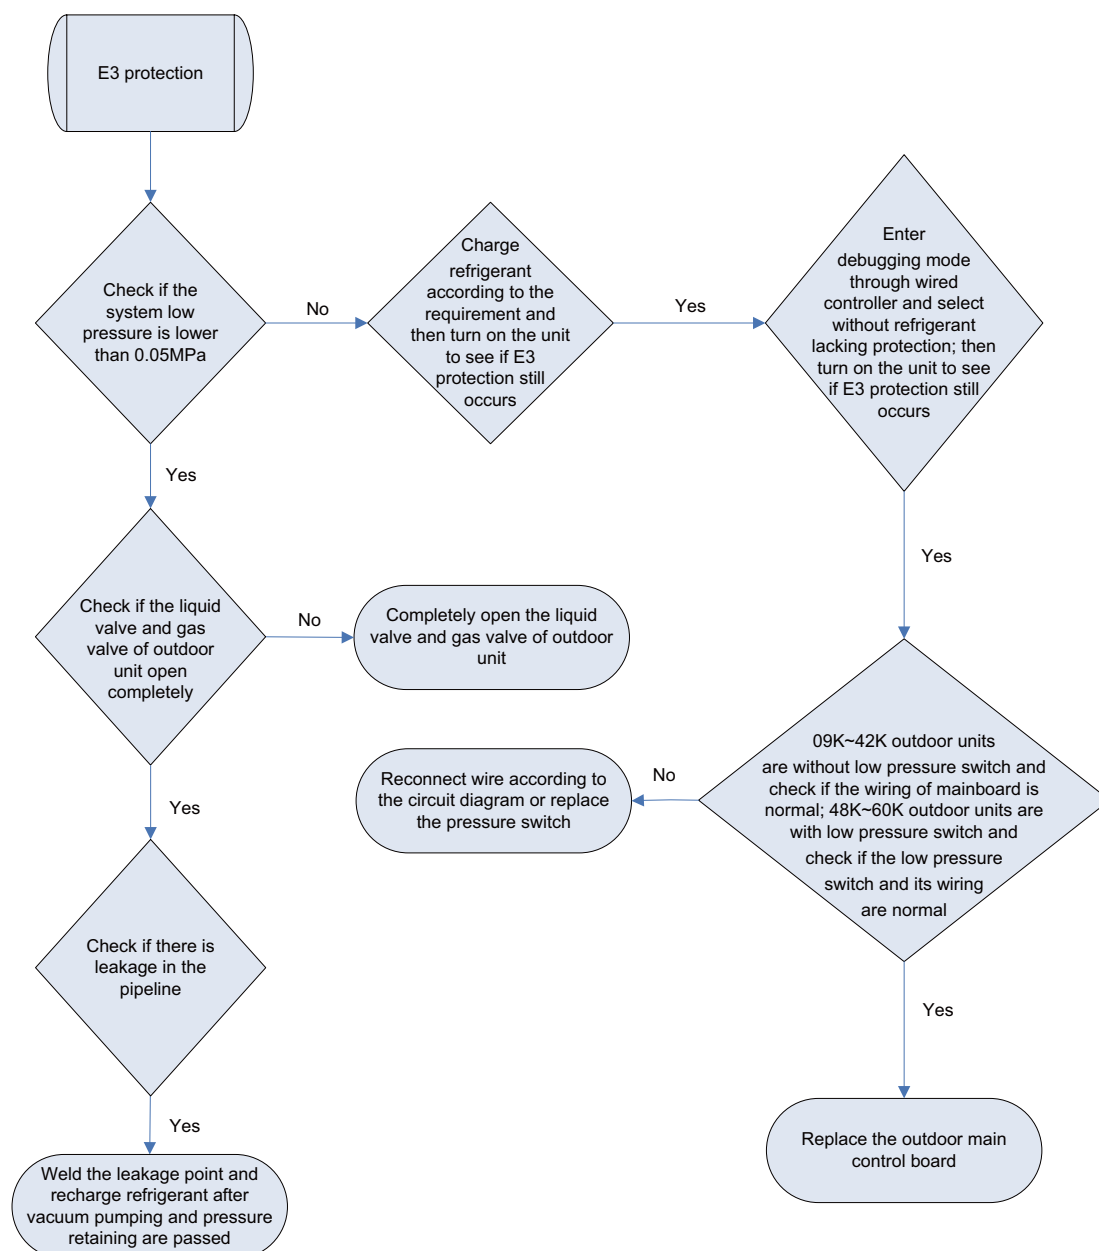 E3 protection
Check if the
system low
pressure is lower
than 0.05MPa
No
Charge
refrigerant
according to the
requirement and
then turn on the unit
to see if E3
protection still
occurs
Yes
Enter
debugging mode
through wired
controller and select
without refrigerant
lacking protection; then
turn on the unit to see
if E3 protection still
occurs
Yes
Yes
Check if the liquid
valve and gas
valve of outdoor
unit open
completely
No
Completely open the liquid
valve and gas valve of outdoor
unit
09K~42K outdoor units
are without low pressure switch and
check if the wiring of mainboard is
normal; 48K~60K outdoor units are
with low pressure switch and
check if the low pressure
switch and its wiring
are normal
No
Reconnect wire according to
the circuit diagram or replace
the pressure switch
Yes
Check if there is
leakage in the
pipeline
Yes
Replace the outdoor main
control board
Yes
Weld the leakage point and
recharge refrigerant after
vacuum pumping and pressure
retaining are passed